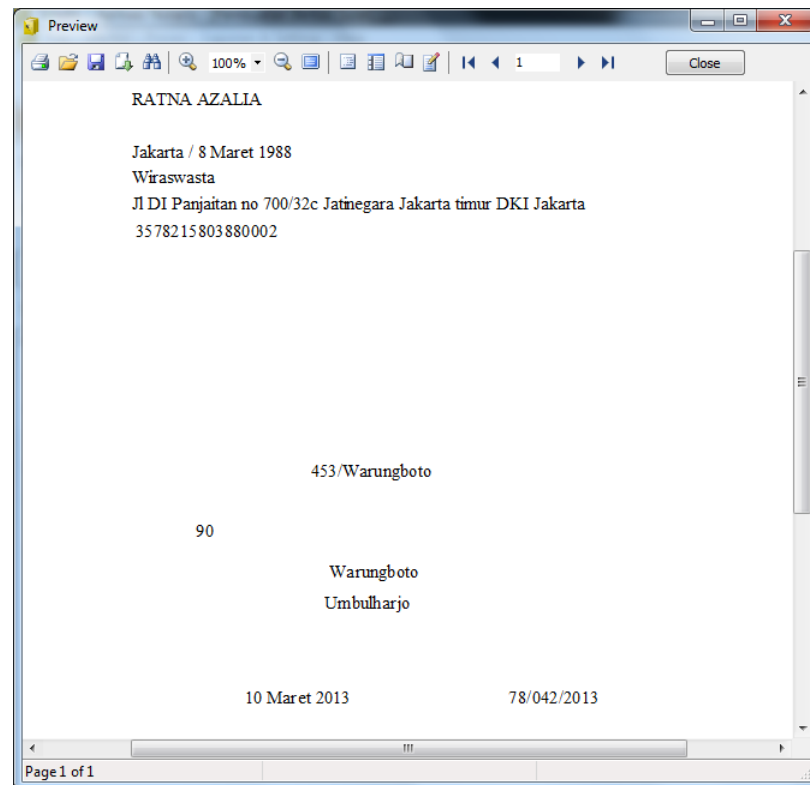 Preview
100% 1 Close
RATNA AZALIA
Jakarta / 8 Maret 1988
Wiraswasta
Jl DI Panjaitan no 700/32c Jatinegara Jakarta timur DKI Jakarta
3578215803880002
453/Warungboto
90
Warungboto
Umbulharjo
10 Maret 2013 78/042/2013
Page 1 of 1